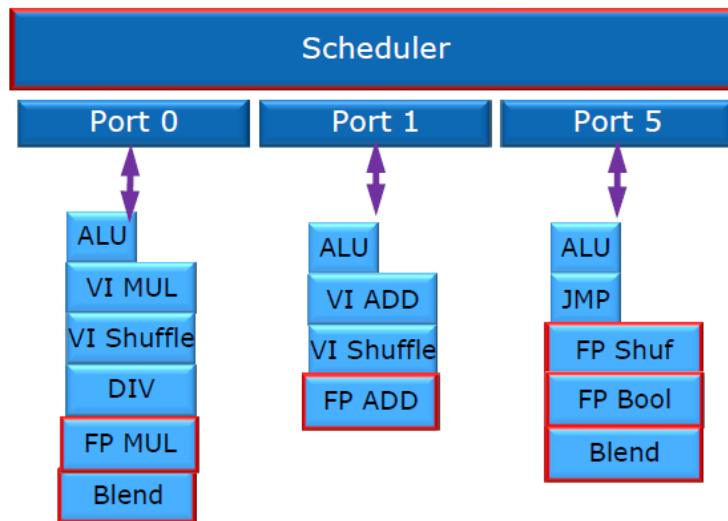 Scheduler
Port 0
Port 1
Port 5
ALU
VI MUL
VI Shuffle
DIV
FP MUL
Blend
ALU
VI ADD
VI Shuffle
FP ADD
ALU
JMP
FP Shuf
FP Bool
Blend